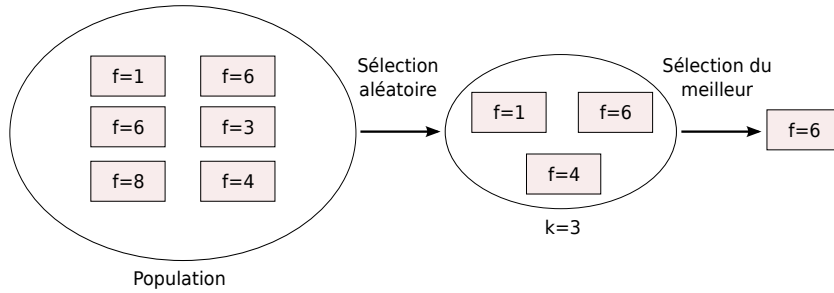 f=1
f=6
f=6
f=3
f=8
f=4
Population
Sélection
aléatoire
f=1
f=6
f=4
k=3
Sélection du
meilleur
f=6